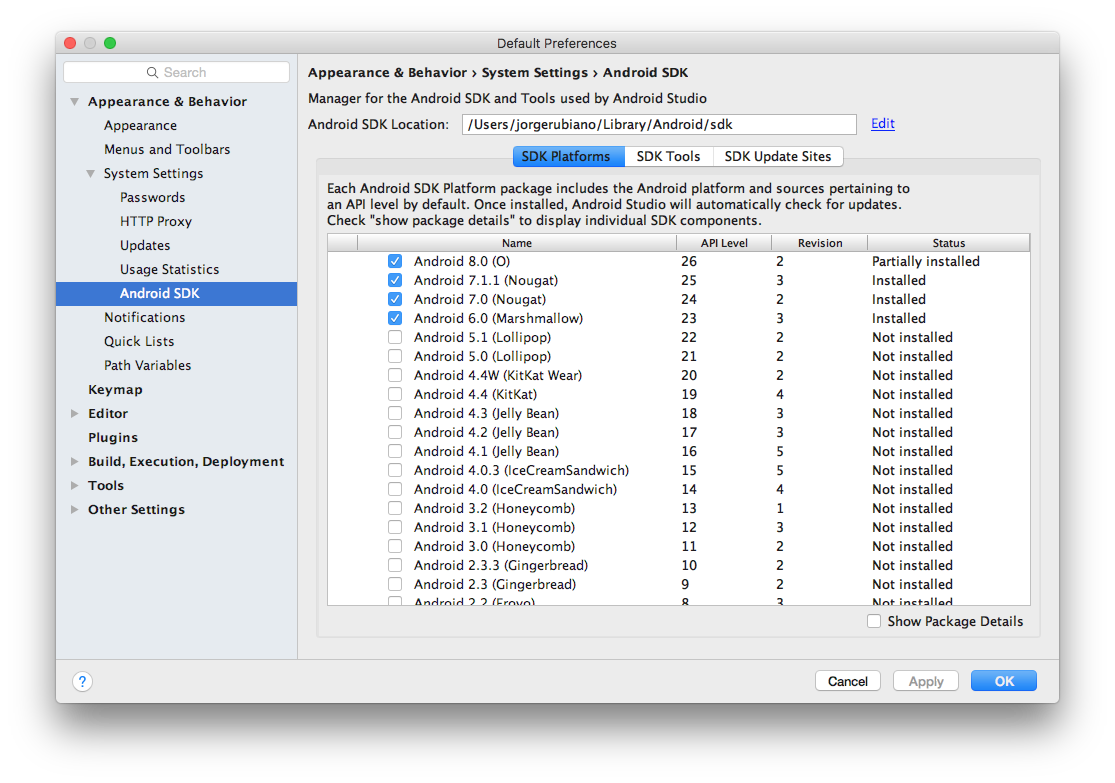 Default Preferences
Search
Appearance & Behavior
Appearance
Menus and Toolbars
System Settings
Passwords
HTTP Proxy
Updates
Usage Statistics
Android SDK
Notifications
Quick Lists
Path Variables
Keymap
Editor
Plugins
Build, Execution, Deployment
Tools
Other Settings
Appearance & Behavior › System Settings › Android SDK
Manager for the Android SDK and Tools used by Android Studio
Android SDK Location: /Users/jorgerubiano/Library/Android/sdk Edit
SDK Platforms SDK Tools SDK Update Sites
Each Android SDK Platform package includes the Android platform and sources pertaining to
an API level by default. Once installed, Android Studio will automatically check for updates.
Check "show package details" to display individual SDK components.
Name API Level Revision Status
Android 8.0 (O) 26 2 Partially installed
Android 7.1.1 (Nougat) 25 3 Installed
Android 7.0 (Nougat) 24 2 Installed
Android 6.0 (Marshmallow) 23 3 Installed
Android 5.1 (Lollipop) 22 2 Not installed
Android 5.0 (Lollipop) 21 2 Not installed
Android 4.4W (KitKat Wear) 20 2 Not installed
Android 4.4 (KitKat) 19 4 Not installed
Android 4.3 (Jelly Bean) 18 3 Not installed
Android 4.2 (Jelly Bean) 17 3 Not installed
Android 4.1 (Jelly Bean) 16 5 Not installed
Android 4.0.3 (IceCreamSandwich) 15 5 Not installed
Android 4.0 (IceCreamSandwich) 14 4 Not installed
Android 3.2 (Honeycomb) 13 1 Not installed
Android 3.1 (Honeycomb) 12 3 Not installed
Android 3.0 (Honeycomb) 11 2 Not installed
Android 2.3.3 (Gingerbread) 10 2 Not installed
Android 2.3 (Gingerbread) 9 2 Not installed
Android 2.2 (Froyo) 8 3 Not installed
Show Package Details
? Cancel Apply OK